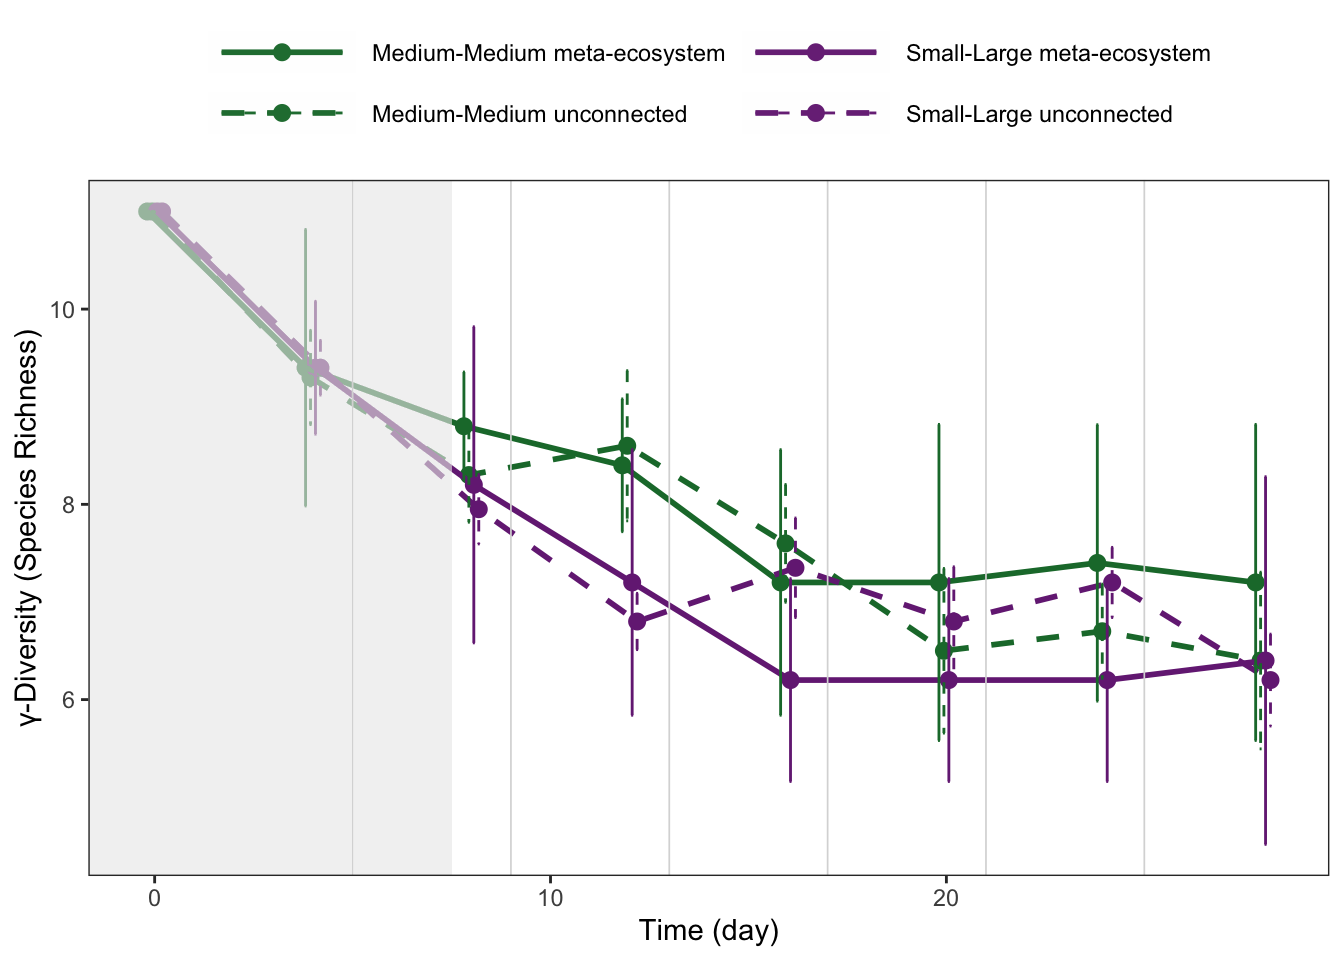 Medium-Medium meta-ecosystem
Small-Large meta-ecosystem
Medium-Medium unconnected
Small-Large unconnected
γ-Diversity (Species Richness)
10
8
6
0
10
20
Time (day)